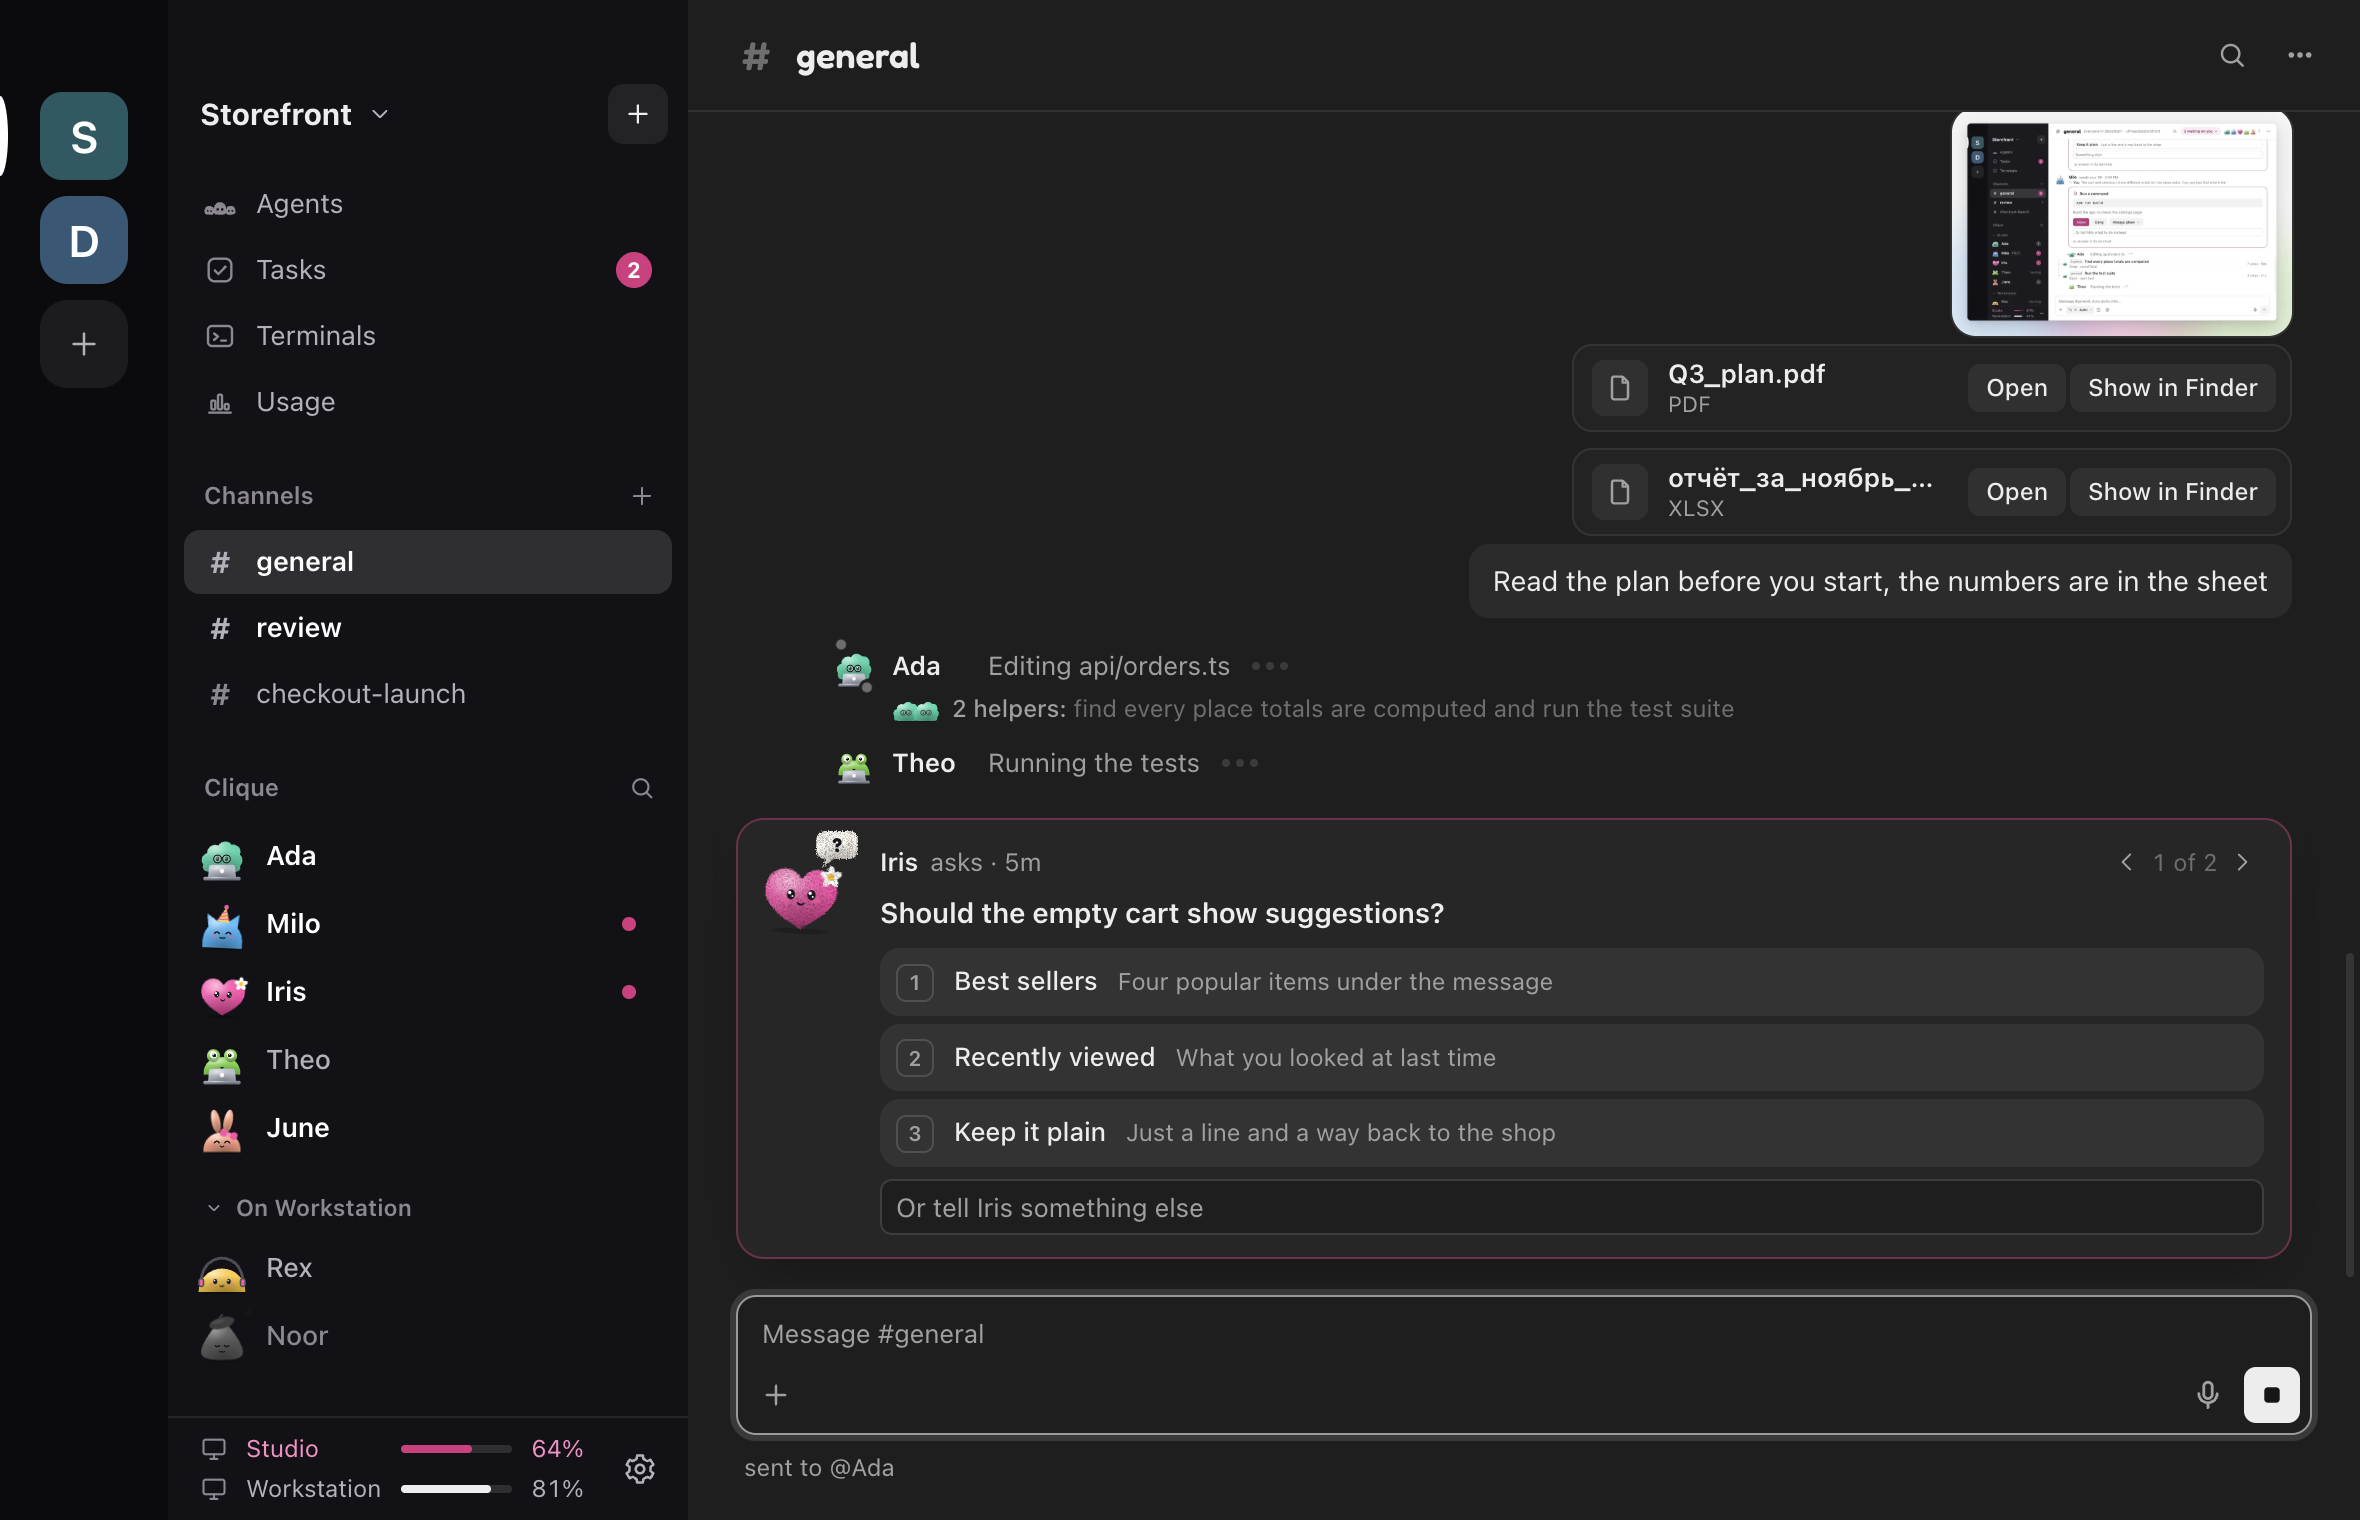 S
D
Storefront
Agents
Tasks
2
Terminals
Usage
Channels
# general
# review
# checkout-launch
Clique
Ada
Milo
Iris
Theo
June
On Workstation
Rex
Noor
Studio 64%
Workstation 81%
# general
Q3_plan.pdf
PDF
Open
Show in Finder
отчёт_за_ноябрь_...
XLSX
Open
Show in Finder
Read the plan before you start, the numbers are in the sheet
Ada Editing api/orders.ts
2 helpers: find every place totals are computed and run the test suite
Theo Running the tests
?
Iris asks · 5m
1 of 2
Should the empty cart show suggestions?
1 Best sellers Four popular items under the message
2 Recently viewed What you looked at last time
3 Keep it plain Just a line and a way back to the shop
Or tell Iris something else
Message #general
sent to @Ada